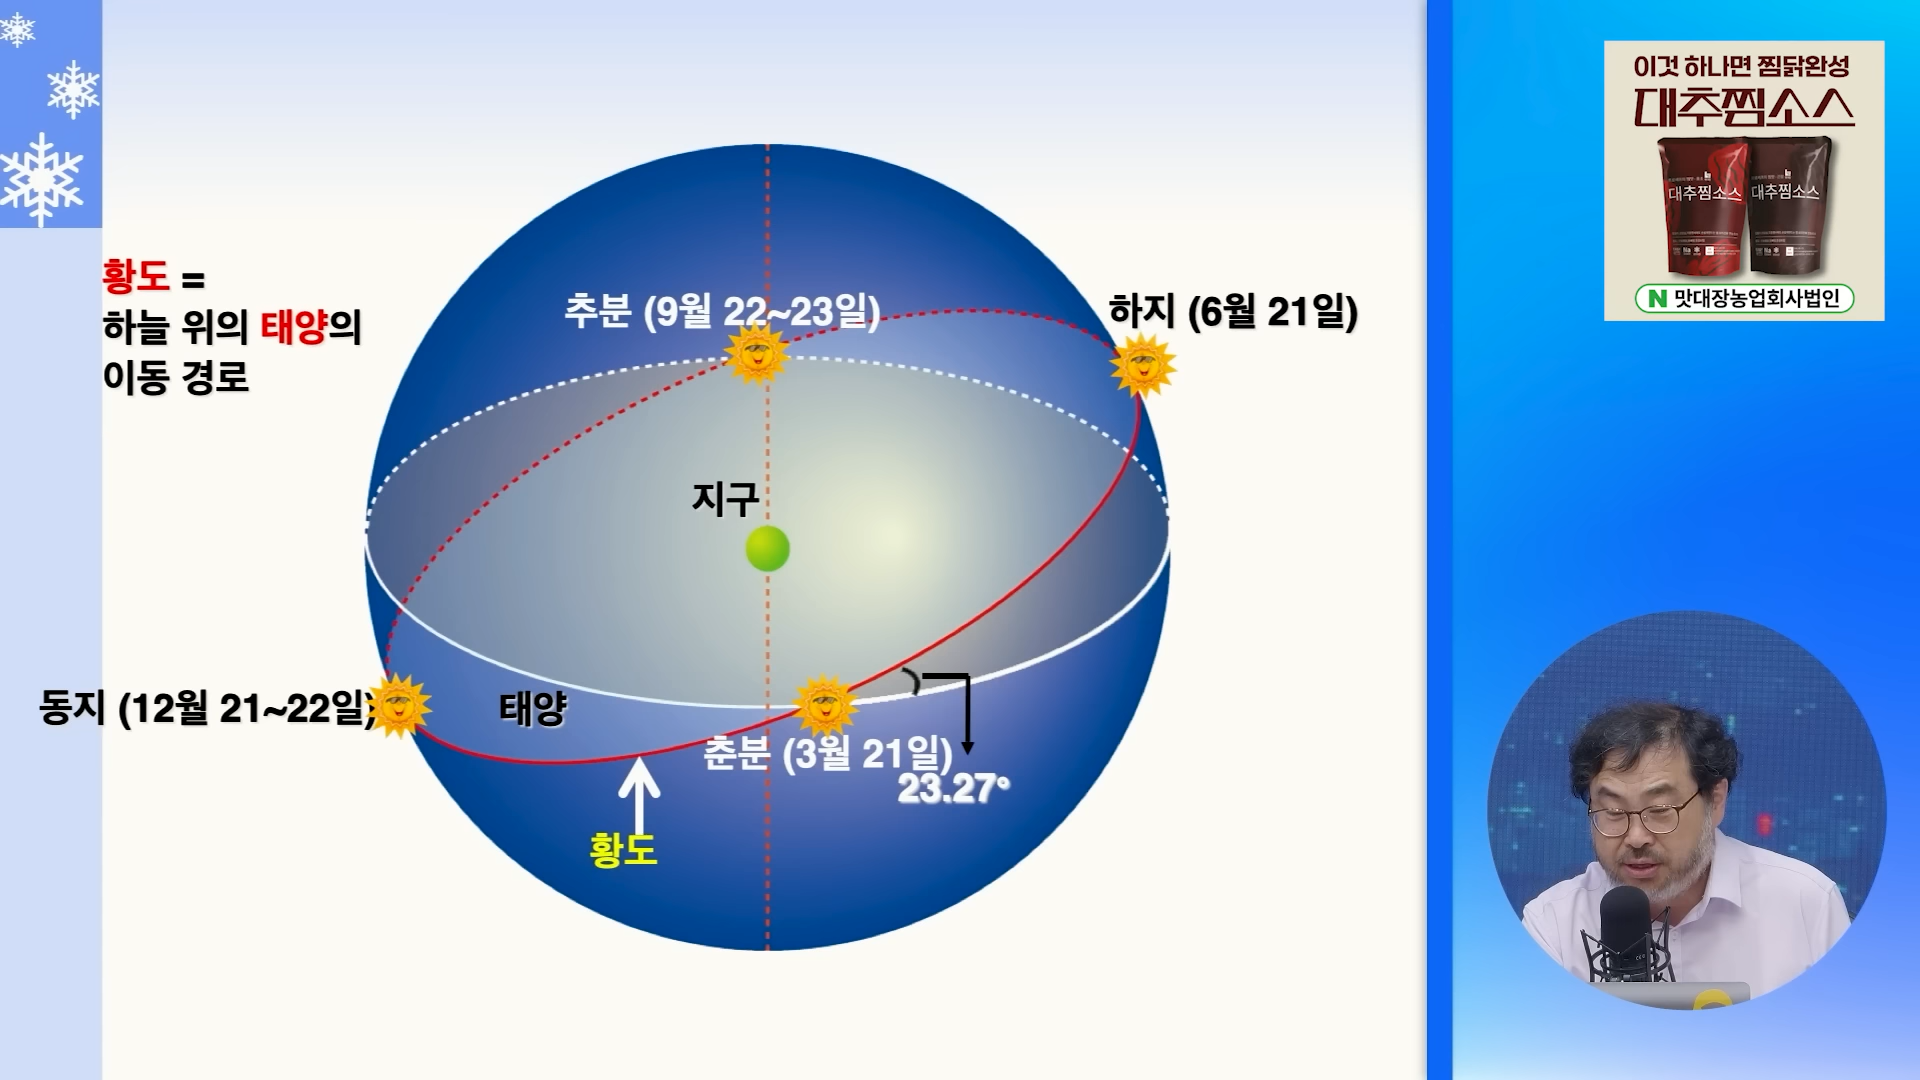 황도 =
하늘 위의 태양의
이동 경로
추분 (9월 22~23일)
하지 (6월 21일)
지구
동지 (12월 21~22일)
태양
춘분 (3월 21일)
23.27°
황도
이것 하나면 찜닭완성
대추찜소스
대추찜소스
대추찜소스
N 맛대장농업회사법인